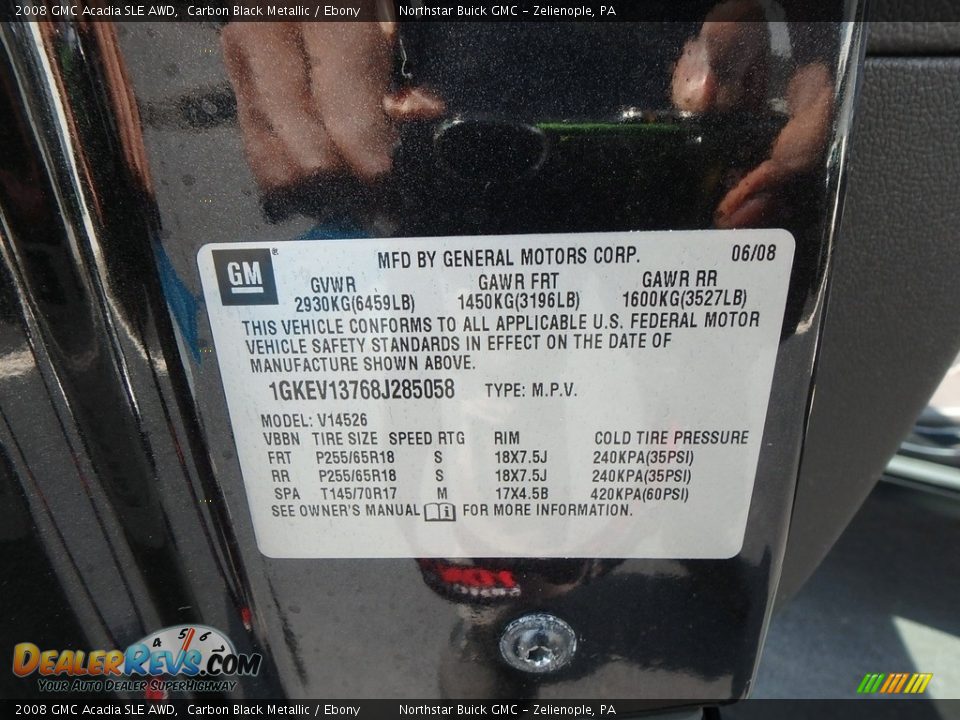 2008 GMC Acadia SLE AWD, Carbon Black Metallic / Ebony Northstar Buick GMC - Zelienople, PA
GM ® MFD BY GENERAL MOTORS CORP. 06/08
GVWR GAWR FRT GAWR RR
2930KG(6459LB) 1450KG(3196LB) 1600KG(3527LB)
THIS VEHICLE CONFORMS TO ALL APPLICABLE U.S. FEDERAL MOTOR
VEHICLE SAFETY STANDARDS IN EFFECT ON THE DATE OF
MANUFACTURE SHOWN ABOVE.
1GKEV13768J285058 TYPE: M.P.V.
MODEL: V14526
VBBN TIRE SIZE SPEED RTG RIM COLD TIRE PRESSURE
FRT P255/65R18 S 18X7.5J 240KPA(35PSI)
RR P255/65R18 S 18X7.5J 240KPA(35PSI)
SPA T145/70R17 M 17X4.5B 420KPA(60PSI)
SEE OWNER'S MANUAL FOR MORE INFORMATION.
4 5 6
DEALERREVS.COM
Your Auto Dealer SuperHighway
2008 GMC Acadia SLE AWD, Carbon Black Metallic / Ebony Northstar Buick GMC - Zelienople, PA